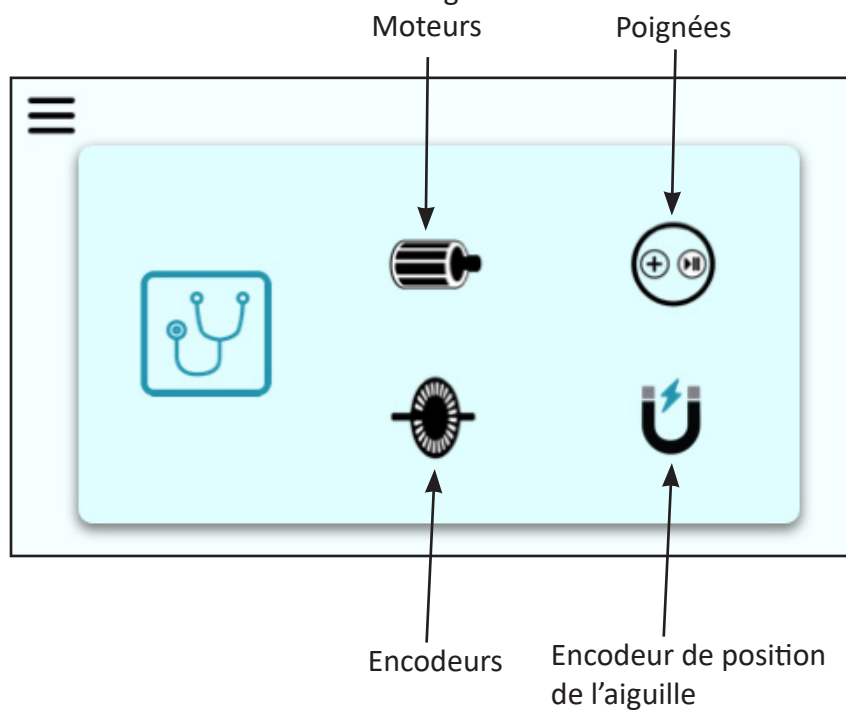 Moteurs
Poignées
Encodeurs
Encodeur de position
de l’aiguille